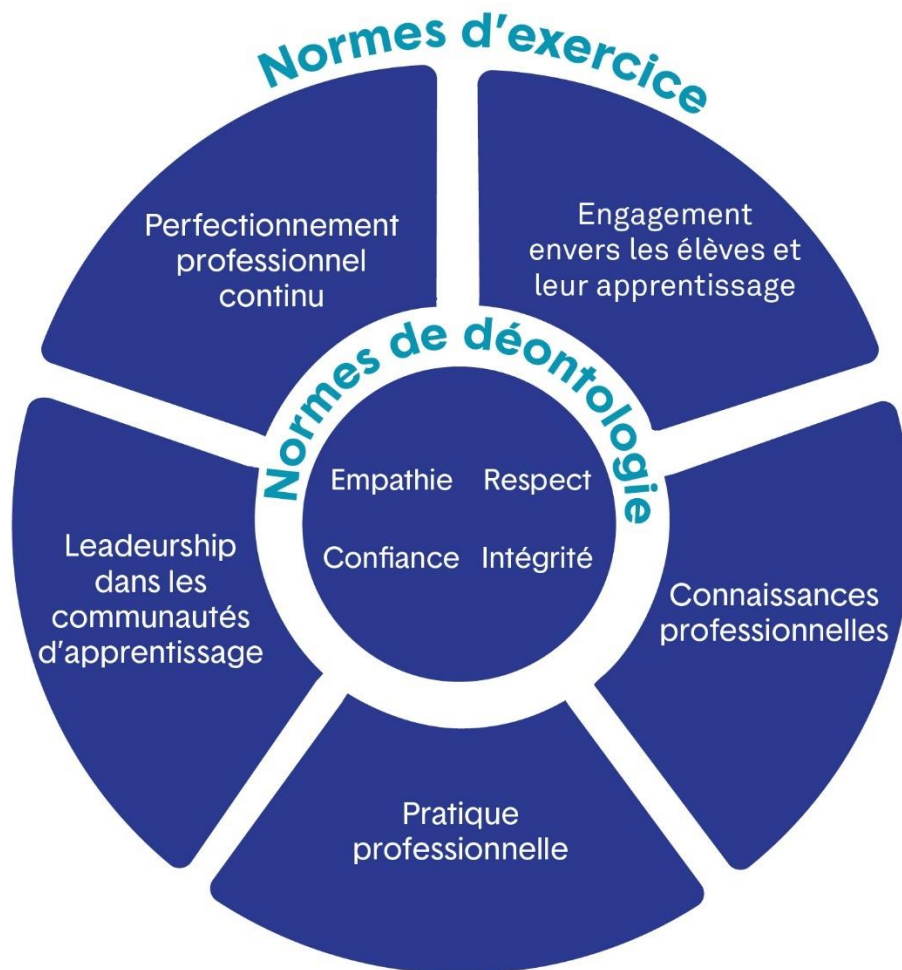 Normes d'exercice
Perfectionnement
professionnel
continu
Engagement
envers les élèves et
leur apprentissage
Normes de déontologie
Empathie Respect
Confiance Intégrité
Leadeurship
dans les
communautés
d'apprentissage
Connaissances
professionnelles
Pratique
professionnelle